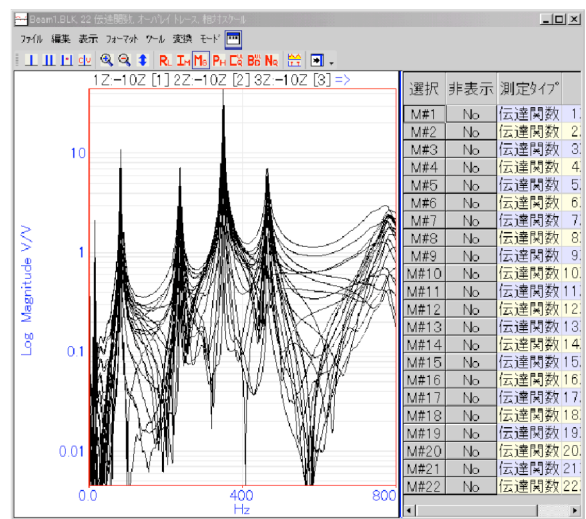 Beam1.BLK, 22 伝達関数, オーバレイ トレース, 相対スケール
ファイル 編集 表示 フォーマット ツール 変換 モード
RL IM MG PH CO BD NQ
1Z:-10Z [1] 2Z:-10Z [2] 3Z:-10Z [3] =>
Log Magnitude V/V
10
1
0.1
0.01
0.0 400 800
Hz
選択 非表示 測定タイプ
M#1 No 伝達関数 1
M#2 No 伝達関数 2
M#3 No 伝達関数 3
M#4 No 伝達関数 4
M#5 No 伝達関数 5
M#6 No 伝達関数 6
M#7 No 伝達関数 7
M#8 No 伝達関数 8
M#9 No 伝達関数 9
M#10 No 伝達関数 10
M#11 No 伝達関数 11
M#12 No 伝達関数 12
M#13 No 伝達関数 13
M#14 No 伝達関数 14
M#15 No 伝達関数 15
M#16 No 伝達関数 16
M#17 No 伝達関数 17
M#18 No 伝達関数 18
M#19 No 伝達関数 19
M#20 No 伝達関数 20
M#21 No 伝達関数 21
M#22 No 伝達関数 22